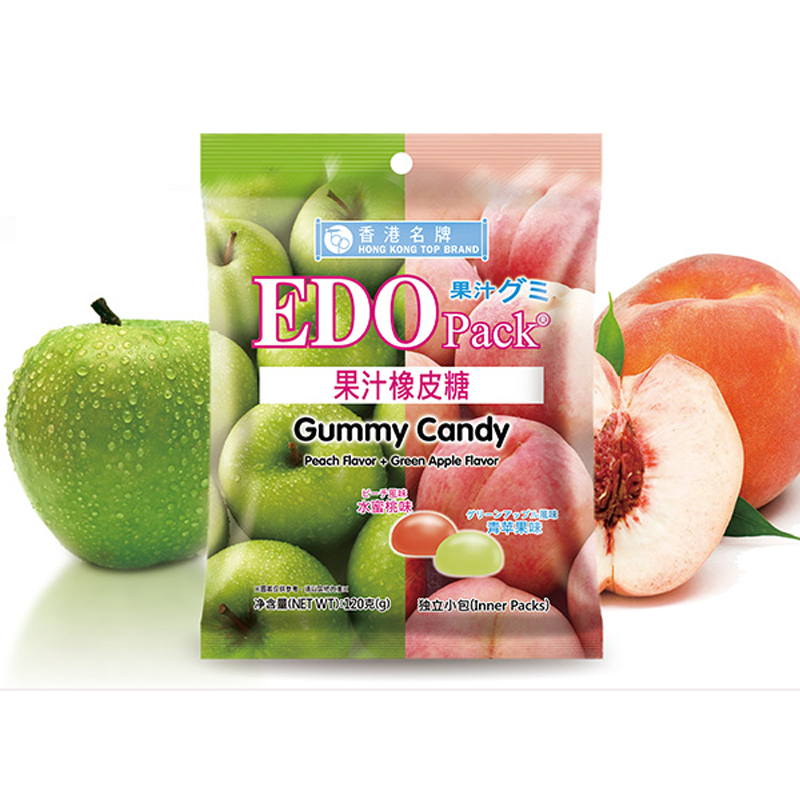 香港名牌
HONG KONG TOP BRAND
果汁グミ
EDO Pack®
果汁橡皮糖
Gummy Candy
Peach Flavor + Green Apple Flavor
ピーチ風味
水蜜桃味
グリーンアップル風味
青苹果味
净含量(NET WT):120克(g)
独立小包(Inner Packs)